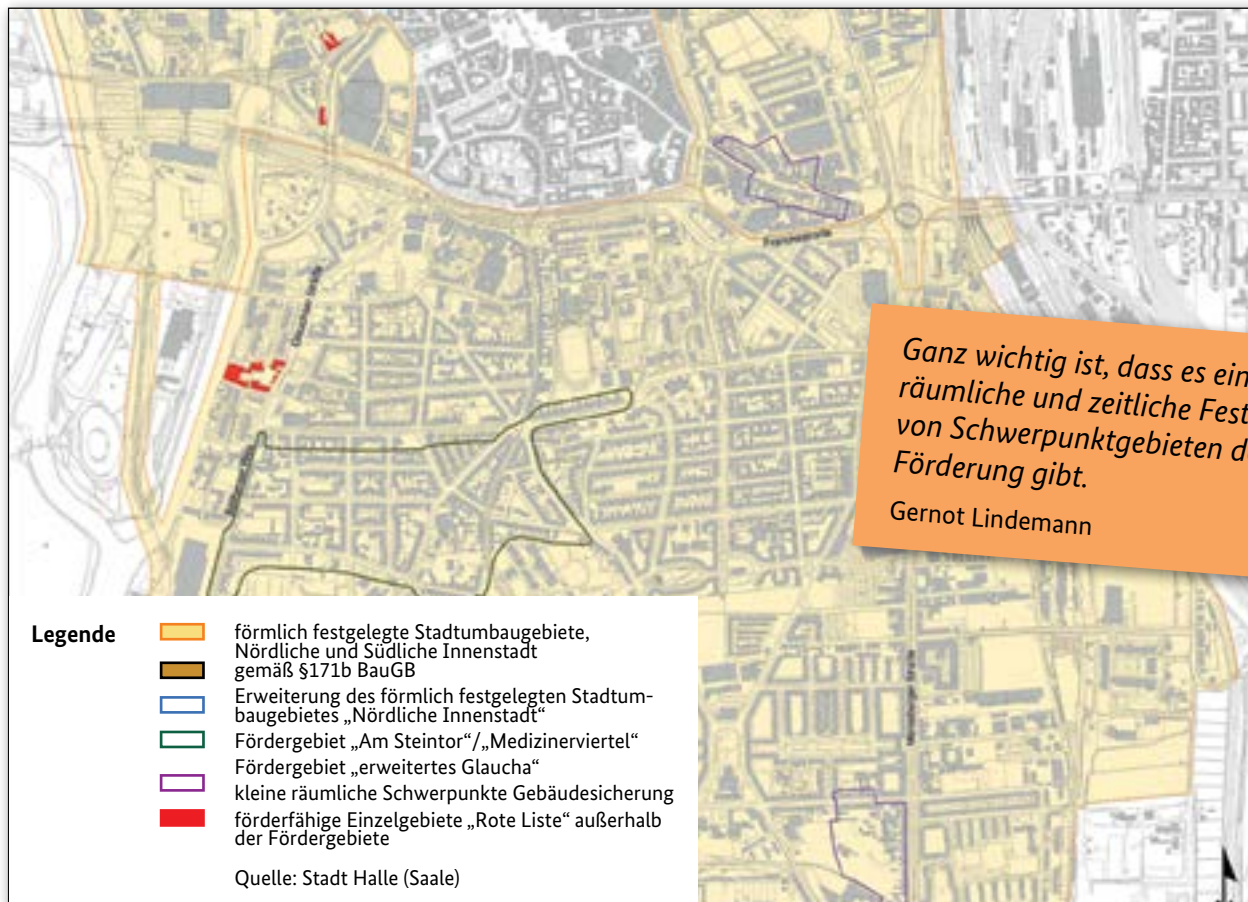 Franckestraße
Glauchaer Straße
Ganz wichtig ist, dass es ein
räumliche und zeitliche Fest
von Schwerpunktgebieten d
Förderung gibt.
Gernot Lindemann
Legende
förmlich festgelegte Stadtumbaugebiete,
Nördliche und Südliche Innenstadt
gemäß §171b BauGB
Erweiterung des förmlich festgelegten Stadtum-
baugebietes „Nördliche Innenstadt“
Fördergebiet „Am Steintor“/„Medizinerviertel“
Fördergebiet „erweitertes Glaucha“
kleine räumliche Schwerpunkte Gebäudesicherung
förderfähige Einzelgebiete „Rote Liste“ außerhalb
der Fördergebiete
Quelle: Stadt Halle (Saale)